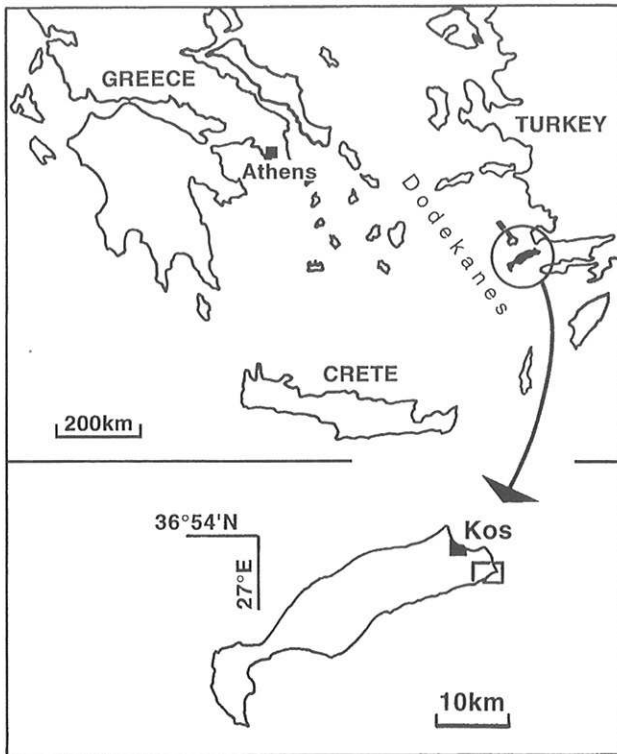 GREECE
TURKEY
Athens
Dodekanes
CRETE
200km
36°54'N
Kos
27°E
10km